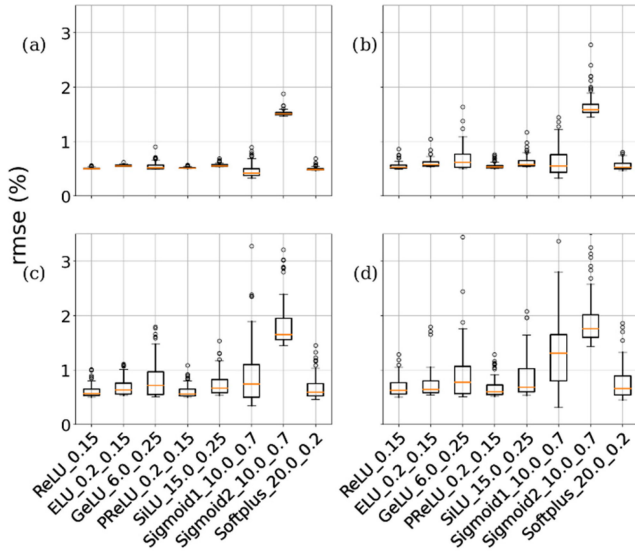 (a)
(b)
3
2
1
0
rmse (%)
(c)
(d)
3
2
1
0
ReLU_0.15
ELU_0.2_0.15
GeLU_6.0_0.25
PReLU_0.2_0.15
SiLU_15.0_0.25
Sigmoid1_10.0_0.7
Sigmoid2_10.0_0.7
Softplus_20.0_0.2
ReLU_0.15
ELU_0.2_0.15
GeLU_6.0_0.25
PReLU_0.2_0.15
SiLU_15.0_0.25
Sigmoid1_10.0_0.7
Sigmoid2_10.0_0.7
Softplus_20.0_0.2